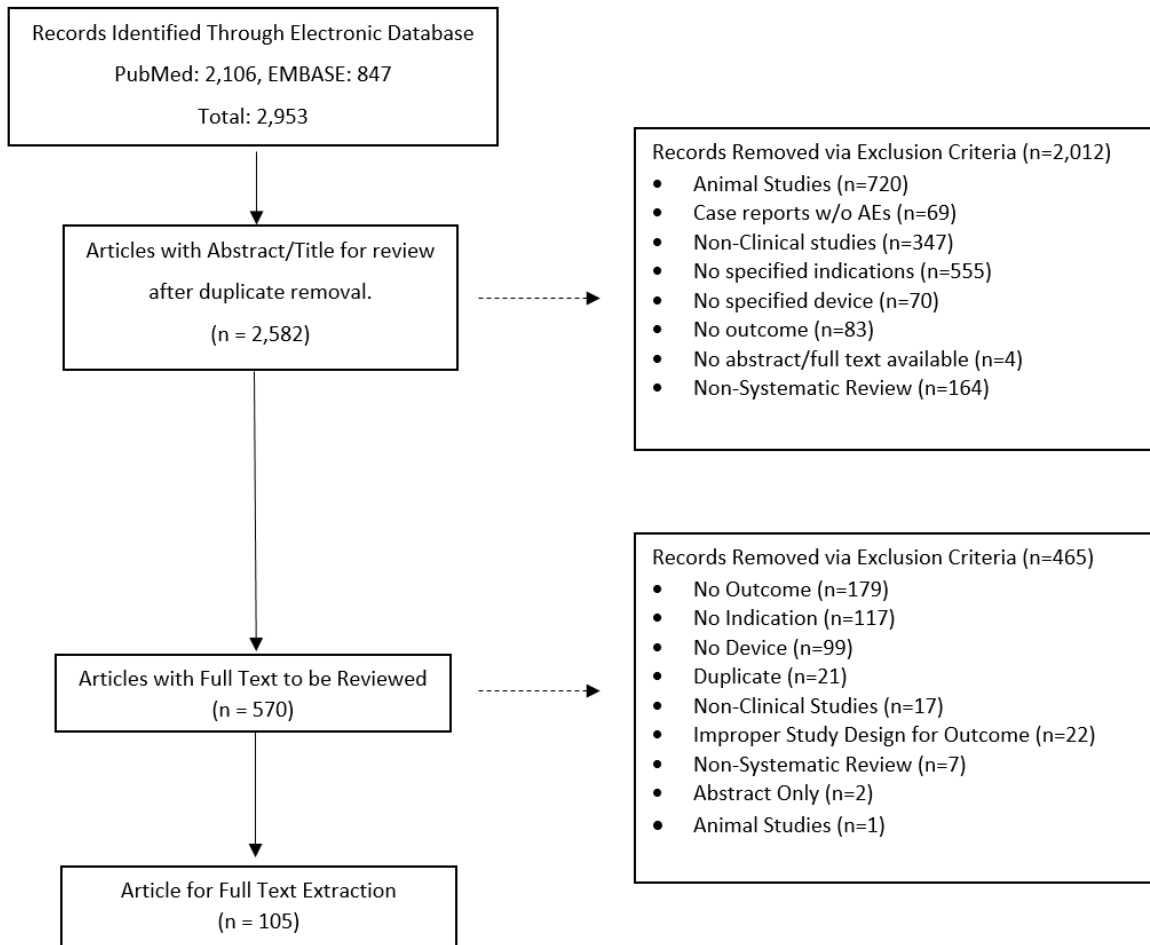 Records Identified Through Electronic Database
PubMed: 2,106, EMBASE: 847
Total: 2,953
Articles with Abstract/Title for review
after duplicate removal.
(n = 2,582)
Records Removed via Exclusion Criteria (n=2,012)
• Animal Studies (n=720)
• Case reports w/o AEs (n=69)
• Non-Clinical studies (n=347)
• No specified indications (n=555)
• No specified device (n=70)
• No outcome (n=83)
• No abstract/full text available (n=4)
• Non-Systematic Review (n=164)
Articles with Full Text to be Reviewed
(n = 570)
Records Removed via Exclusion Criteria (n=465)
• No Outcome (n=179)
• No Indication (n=117)
• No Device (n=99)
• Duplicate (n=21)
• Non-Clinical Studies (n=17)
• Improper Study Design for Outcome (n=22)
• Non-Systematic Review (n=7)
• Abstract Only (n=2)
• Animal Studies (n=1)
Article for Full Text Extraction
(n = 105)